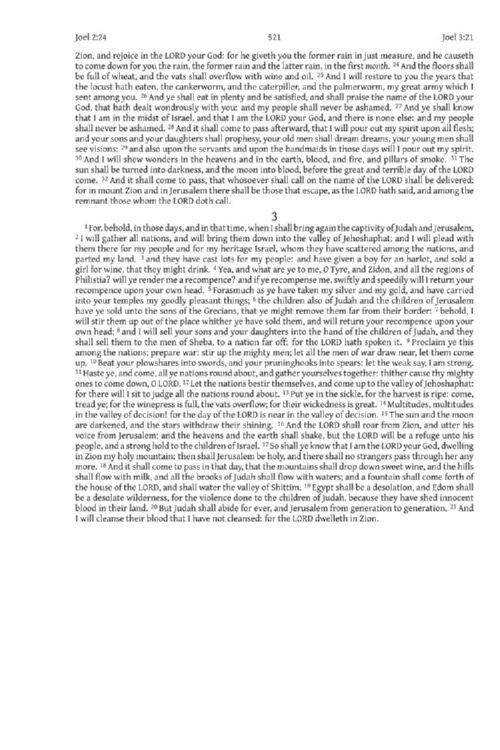 Joel 2:24
521
Joel 3:21
Zion, and rejoice in the LORD your God: for he giveth you the former rain in just measure, and he causeth
to come down for you the rain, the former rain and the latter rain, in the first month. 24 And the floors shall
be full of wheat, and the vats shall overflow with wine and oil. 25 And I will restore to you the years that
the locust hath eaten, the cankerworm, and the caterpiller, and the palmerworm, my great army which I
sent among you. 26 And ye shall eat in plenty and be satisfied, and shall praise the name of the LORD your
God, that hath dealt wondrously with you: and my people shall never be ashamed. 27 And ye shall know
that I am in the midst of Israel, and that I am the LORD your God, and there is none else: and my people
shall never be ashamed. 28 And it shall come to pass afterward, that I will pour out my spirit upon all flesh;
and your sons and your daughters shall prophesy, your old men shall dream dreams, your young men shall
see visions: 29 and also upon the servants and upon the handmaids in those days will I pour out my spirit.
30 And I will shew wonders in the heavens and in the earth, blood, and fire, and pillars of smoke. 31 The
sun shall be turned into darkness, and the moon into blood, before the great and terrible day of the LORD
come. 32 And it shall come to pass, that whosoever shall call on the name of the LORD shall be delivered:
for in mount Zion and in Jerusalem there shall be those that escape, as the LORD hath said, and among the
remnant those whom the LORD doth call.
3
1 For, behold, in those days, and in that time, when I shall bring again the captivity of Judah and Jerusalem,
2 I will gather all nations, and will bring them down into the valley of Jehoshaphat; and I will plead with
them there for my people and for my heritage Israel, whom they have scattered among the nations, and
parted my land. 3 and they have cast lots for my people: and have given a boy for an harlot, and sold a
girl for wine, that they might drink. 4 Yea, and what are ye to me, O Tyre, and Zidon, and all the regions of
Philistia? will ye render me a recompence? and if ye recompense me, swiftly and speedily will I return your
recompence upon your own head. 5 Forasmuch as ye have taken my silver and my gold, and have carried
into your temples my goodly pleasant things; 6 the children also of Judah and the children of Jerusalem
have ye sold unto the sons of the Grecians, that ye might remove them far from their border: 7 behold, I
will stir them up out of the place whither ye have sold them, and will return your recompence upon your
own head; 8 and I will sell your sons and your daughters into the hand of the children of Judah, and they
shall sell them to the men of Sheba, to a nation far off: for the LORD hath spoken it. 9 Proclaim ye this
among the nations; prepare war: stir up the mighty men; let all the men of war draw near, let them come
up. 10 Beat your plowshares into swords, and your pruninghooks into spears: let the weak say, I am strong.
11 Haste ye, and come, all ye nations round about, and gather yourselves together: thither cause thy mighty
ones to come down, O LORD. 12 Let the nations bestir themselves, and come up to the valley of Jehoshaphat:
for there will I sit to judge all the nations round about. 13 Put ye in the sickle, for the harvest is ripe: come,
tread ye; for the winepress is full, the vats overflow; for their wickedness is great. 14 Multitudes, multitudes
in the valley of decision! for the day of the LORD is near in the valley of decision. 15 The sun and the moon
are darkened, and the stars withdraw their shining. 16 And the LORD shall roar from Zion, and utter his
voice from Jerusalem; and the heavens and the earth shall shake, but the LORD will be a refuge unto his
people, and a strong hold to the children of Israel. 17 So shall ye know that I am the LORD your God, dwelling
in Zion my holy mountain: then shall Jerusalem be holy, and there shall no strangers pass through her any
more. 18 And it shall come to pass in that day, that the mountains shall drop down sweet wine, and the hills
shall flow with milk, and all the brooks of Judah shall flow with waters; and a fountain shall come forth of
the house of the LORD, and shall water the valley of Shittim. 19 Egypt shall be a desolation, and Edom shall
be a desolate wilderness, for the violence done to the children of Judah, because they have shed innocent
blood in their land. 20 But Judah shall abide for ever, and Jerusalem from generation to generation. 21 And
I will cleanse their blood that I have not cleansed: for the LORD dwelleth in Zion.